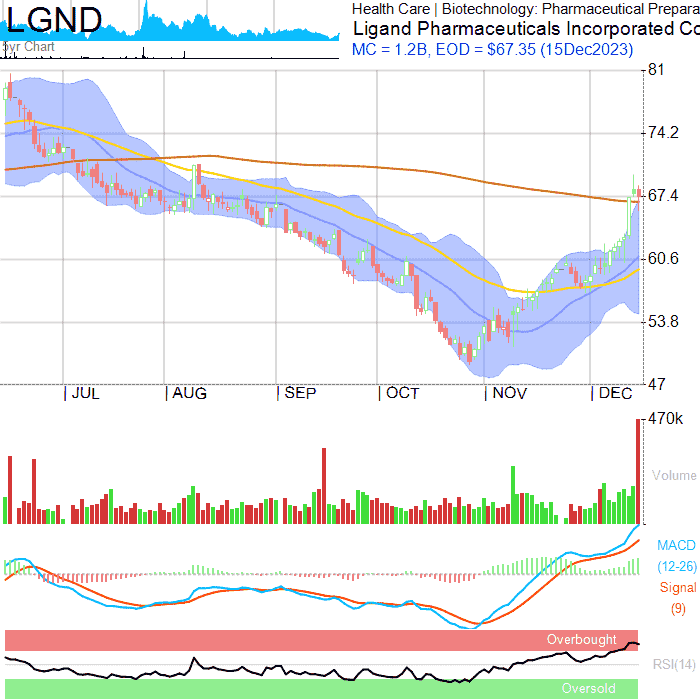 LGND
5yr Chart
Health Care | Biotechnology: Pharmaceutical Prepara
Ligand Pharmaceuticals Incorporated Co
MC = 1.2B, EOD = $67.35 (15Dec2023)
81
74.2
67.4
60.6
53.8
47
JUL AUG SEP OCT NOV DEC
470k
Volume
MACD
(12-26)
Signal
(9)
Overbought
RSI(14)
Oversold